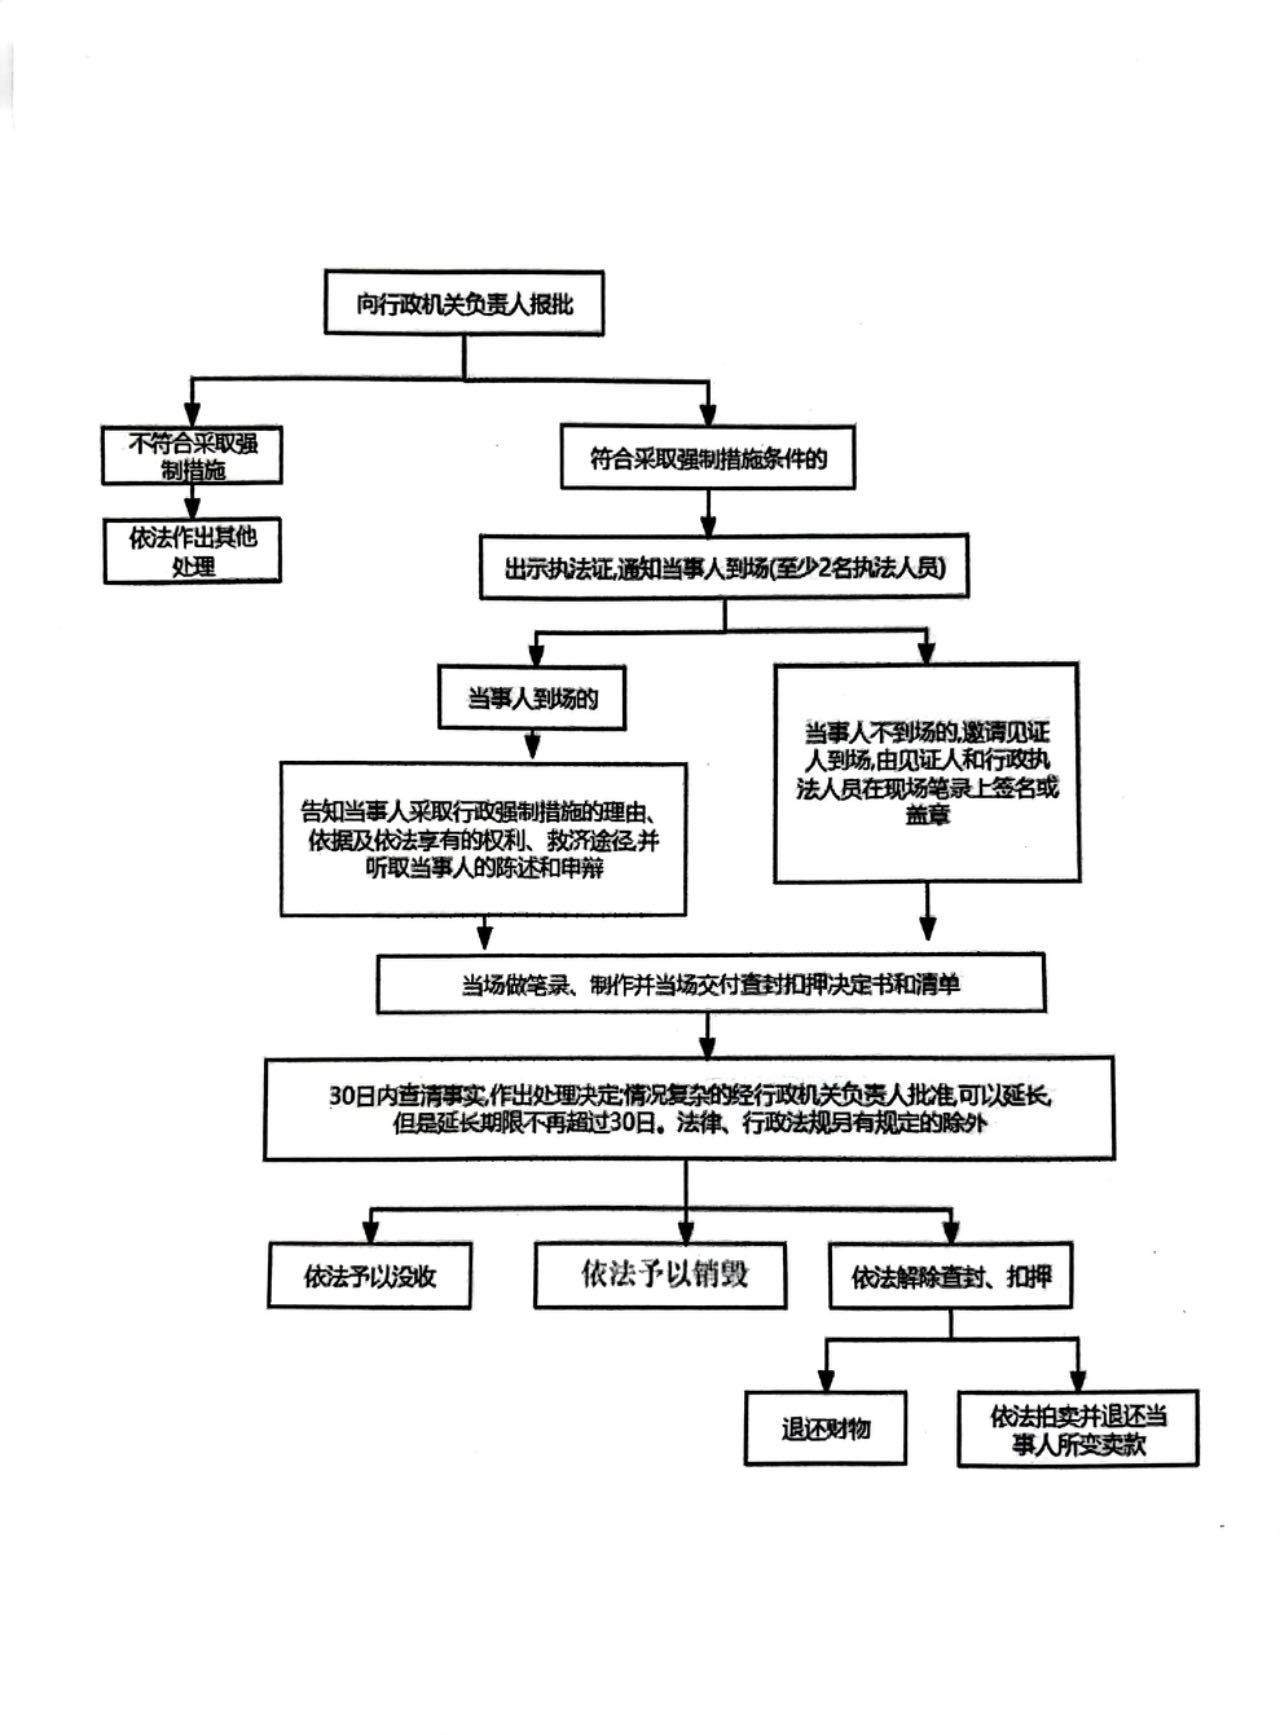 向行政机关负责人报批
不符合采取强
制措施
符合采取强制措施条件的
依法作出其他
处理
出示执法证,通知当事人到场(至少2名执法人员)
当事人到场的
当事人不到场的,邀请见证
人到场,由见证人和行政执
法人员在现场笔录上签名或
盖章
告知当事人采取行政强制措施的理由、
依据及依法享有的权利、救济途径,并
听取当事人的陈述和申辩
当场做笔录、制作并当场交付查封扣押决定书和清单
30日内查清事实,作出处理决定;情况复杂的经行政机关负责人批准,可以延长,
但是延长期限不再超过30日。法律、行政法规另有规定的除外
依法予以没收
依法予以销毁
依法解除查封、扣押
退还财物
依法拍卖并退还当
事人所变卖款